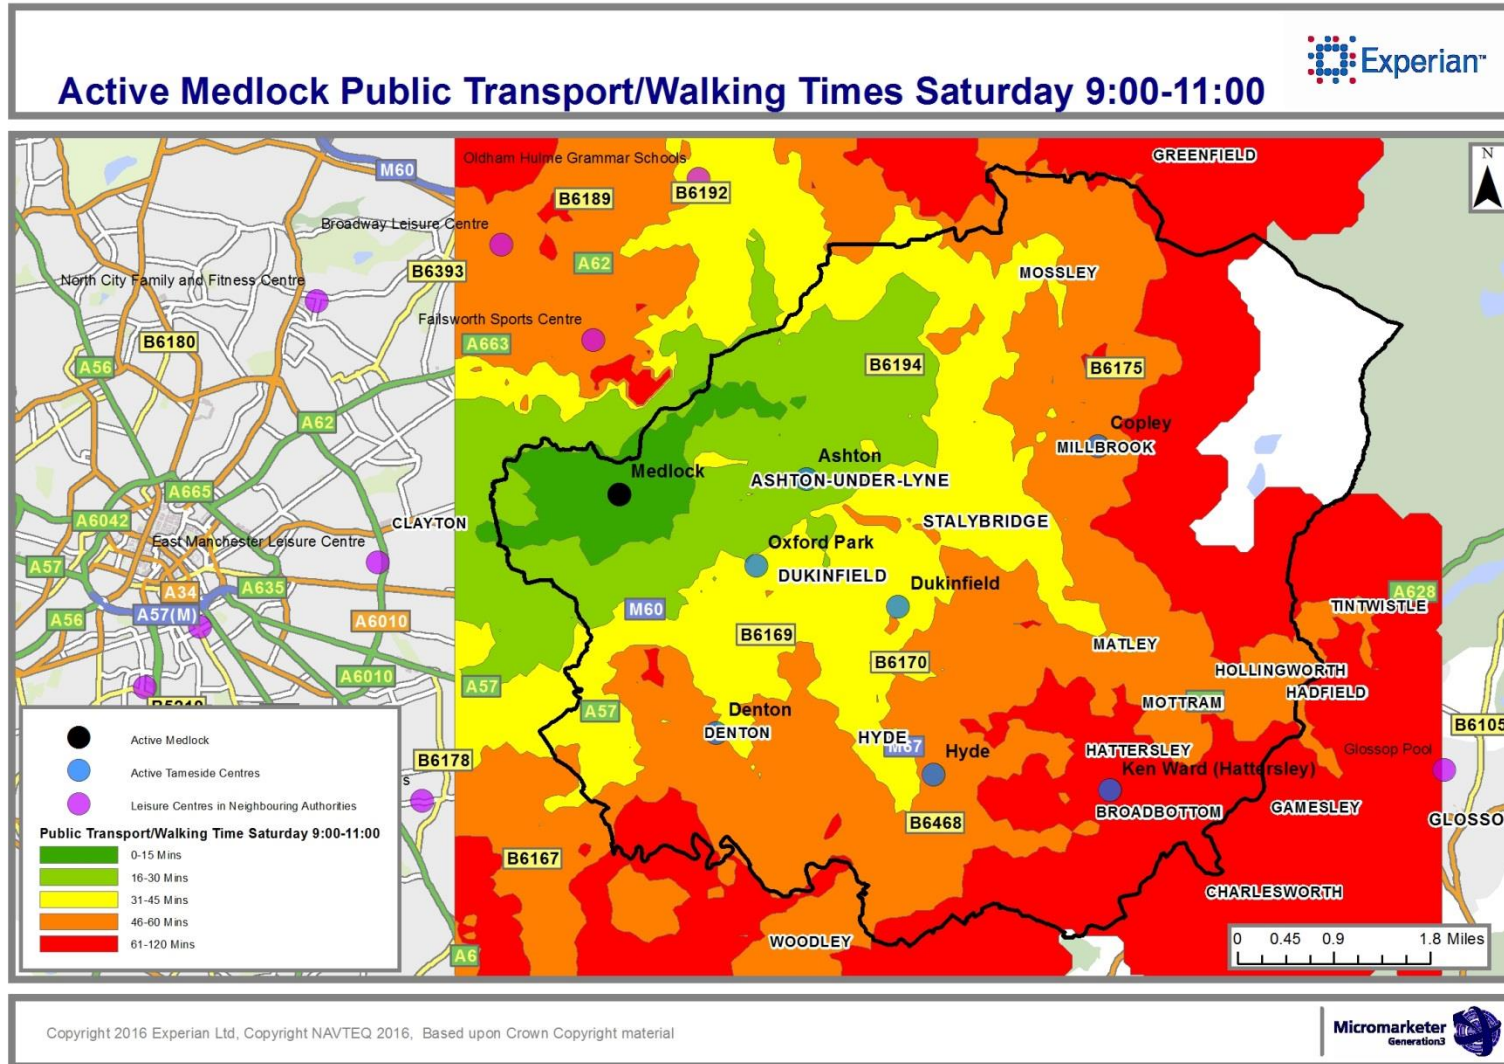 Active Medlock Public Transport/Walking Times Saturday 9:00-11:00
Experian™
GREENFIELD
N
Oldham Hulme Grammar Schools
M60
B6189
B6192
Broadway Leisure Centre
A62
B6393
MOSSLEY
North City Family and Fitness Centre
Failsworth Sports Centre
B6180
A663
A56
B6194
B6175
A62
Copley
MILLBROOK
Ashton
Medlock
ASHTON-UNDER-LYNE
A665
A6042
CLAYTON
STALYBRIDGE
East Manchester Leisure Centre
Oxford Park
A57
DUKINFIELD
Dukinfield
A635
A34
A628
TINTWISTLE
A57(M)
M60
A56
A6010
B6169
MATLEY
B6170
HOLLINGWORTH
A6010
A57
HADFIELD
MOTTRAM
A57
Denton
DENTON
B6105
HYDE
M67
HATTERSLEY
Hyde
Glossop Pool
B6178
Ken Ward (Hattersley)
s
BROADBOTTOM
GAMESLEY
B6468
GLOSSO
B6167
CHARLESWORTH
WOODLEY
A6
Active Medlock
Active Tameside Centres
Leisure Centres in Neighbouring Authorities
Public Transport/Walking Time Saturday 9:00-11:00
0-15 Mins
16-30 Mins
31-45 Mins
46-60 Mins
61-120 Mins
0 0.45 0.9 1.8 Miles
Copyright 2016 Experian Ltd, Copyright NAVTEQ 2016, Based upon Crown Copyright material
Micromarketer
Generation3